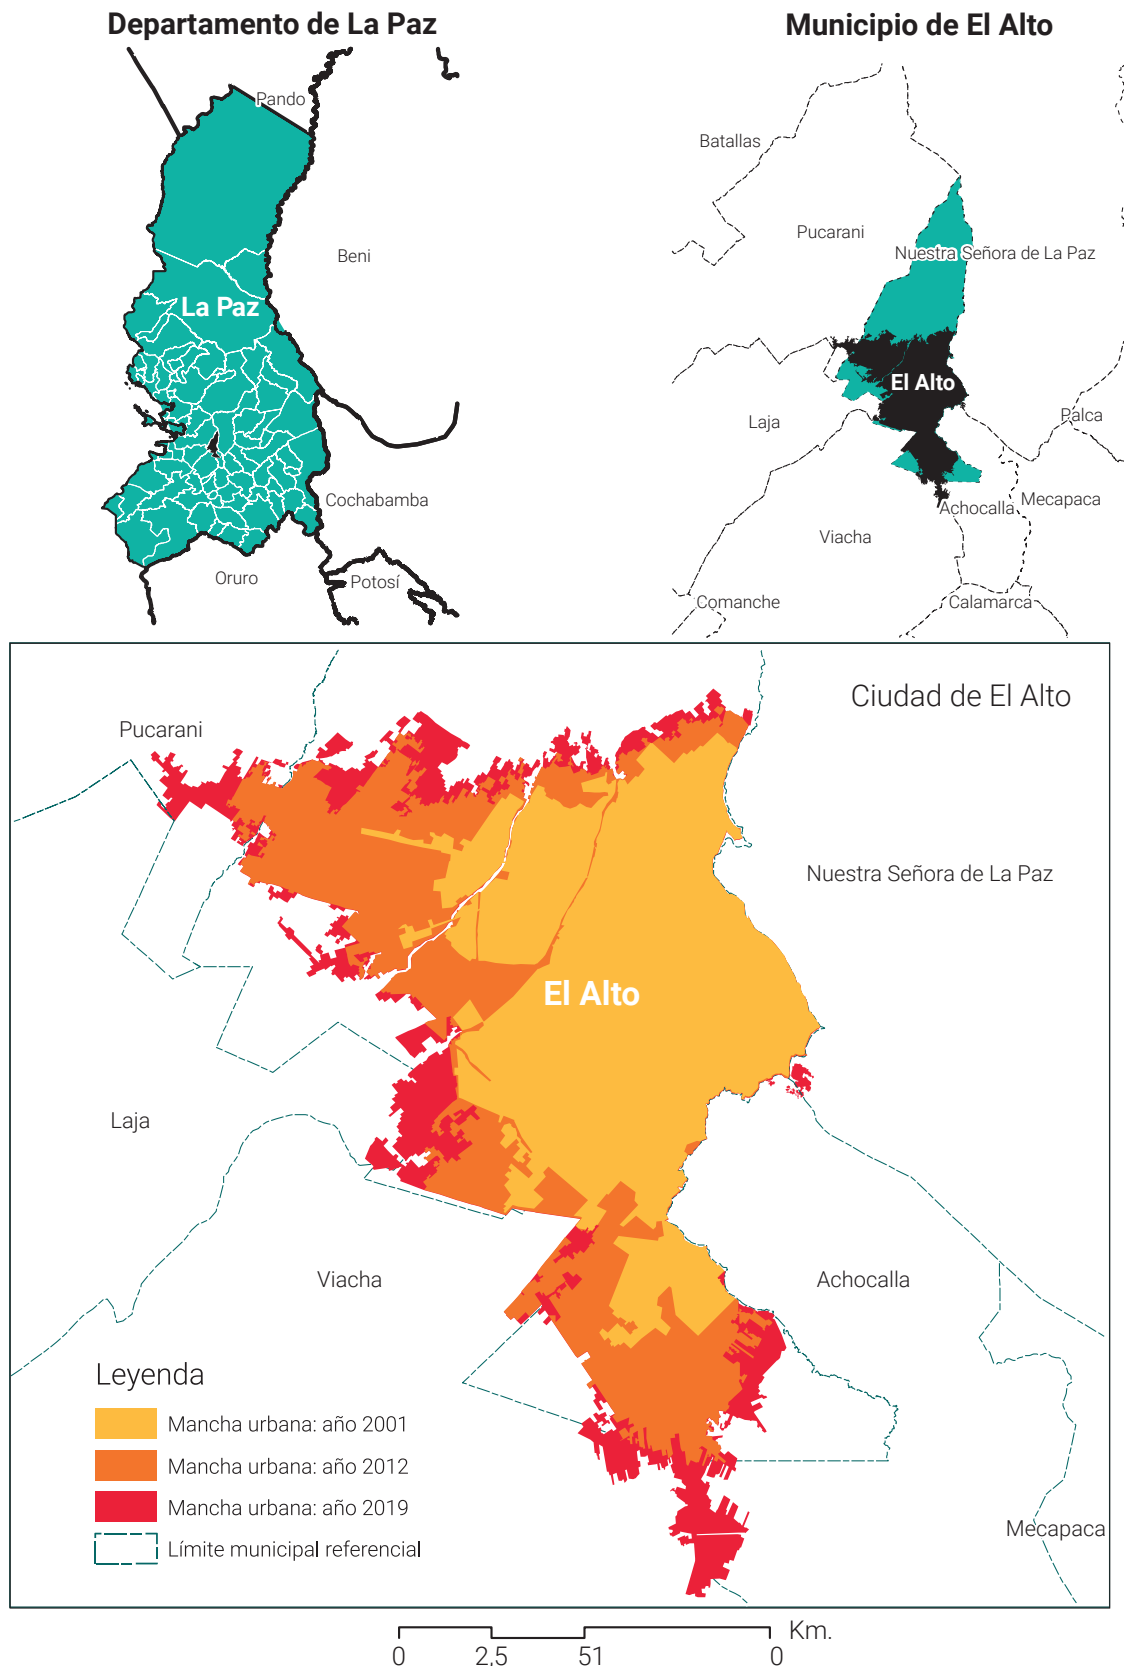 Departamento de La Paz
Pando
Beni
La Paz
Cochabamba
Oruro
Potosí
Municipio de El Alto
Batallas
Pucarani
Nuestra Señora de La Paz
El Alto
Laja
Palca
Mecapaca
Achocalla
Viacha
Comanche
Calamarca
Ciudad de El Alto
Pucarani
Nuestra Señora de La Paz
El Alto
Laja
Viacha
Achocalla
Leyenda
Mancha urbana: año 2001
Mancha urbana: año 2012
Mancha urbana: año 2019
Límite municipal referencial
Mecapaca
Km.
0 2,5 51 0